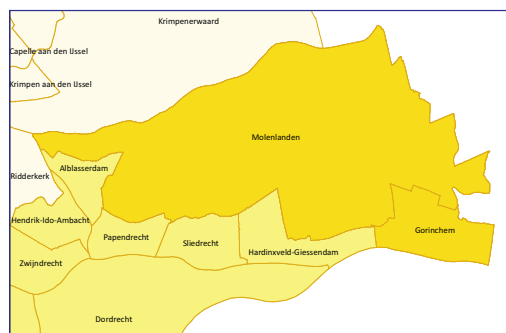 Krimpenerwaard
Capelle aan den IJssel
Krimpen aan den IJssel
Molenlanden
Alblasserdam
Ridderkerk
Hendrik-Ido-Ambacht
Papendrecht
Sliedrecht
Hardinxveld-Giessendam
Gorinchem
Zwijndrecht
Dordrecht